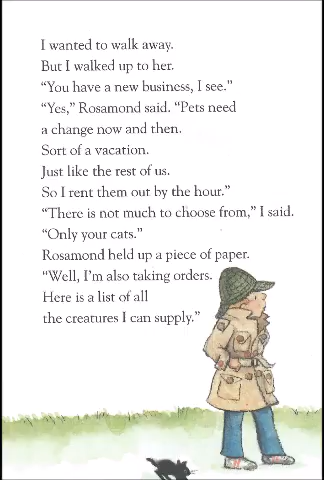 I wanted to walk away.
But I walked up to her.
“You have a new business, I see.”
“Yes,” Rosamond said. “Pets need
a change now and then.
Sort of a vacation.
Just like the rest of us.
So I rent them out by the hour.”
“There is not much to choose from,” I said.
“Only your cats.”
Rosamond held up a piece of paper.
“Well, I’m also taking orders.
Here is a list of all
the creatures I can supply.”